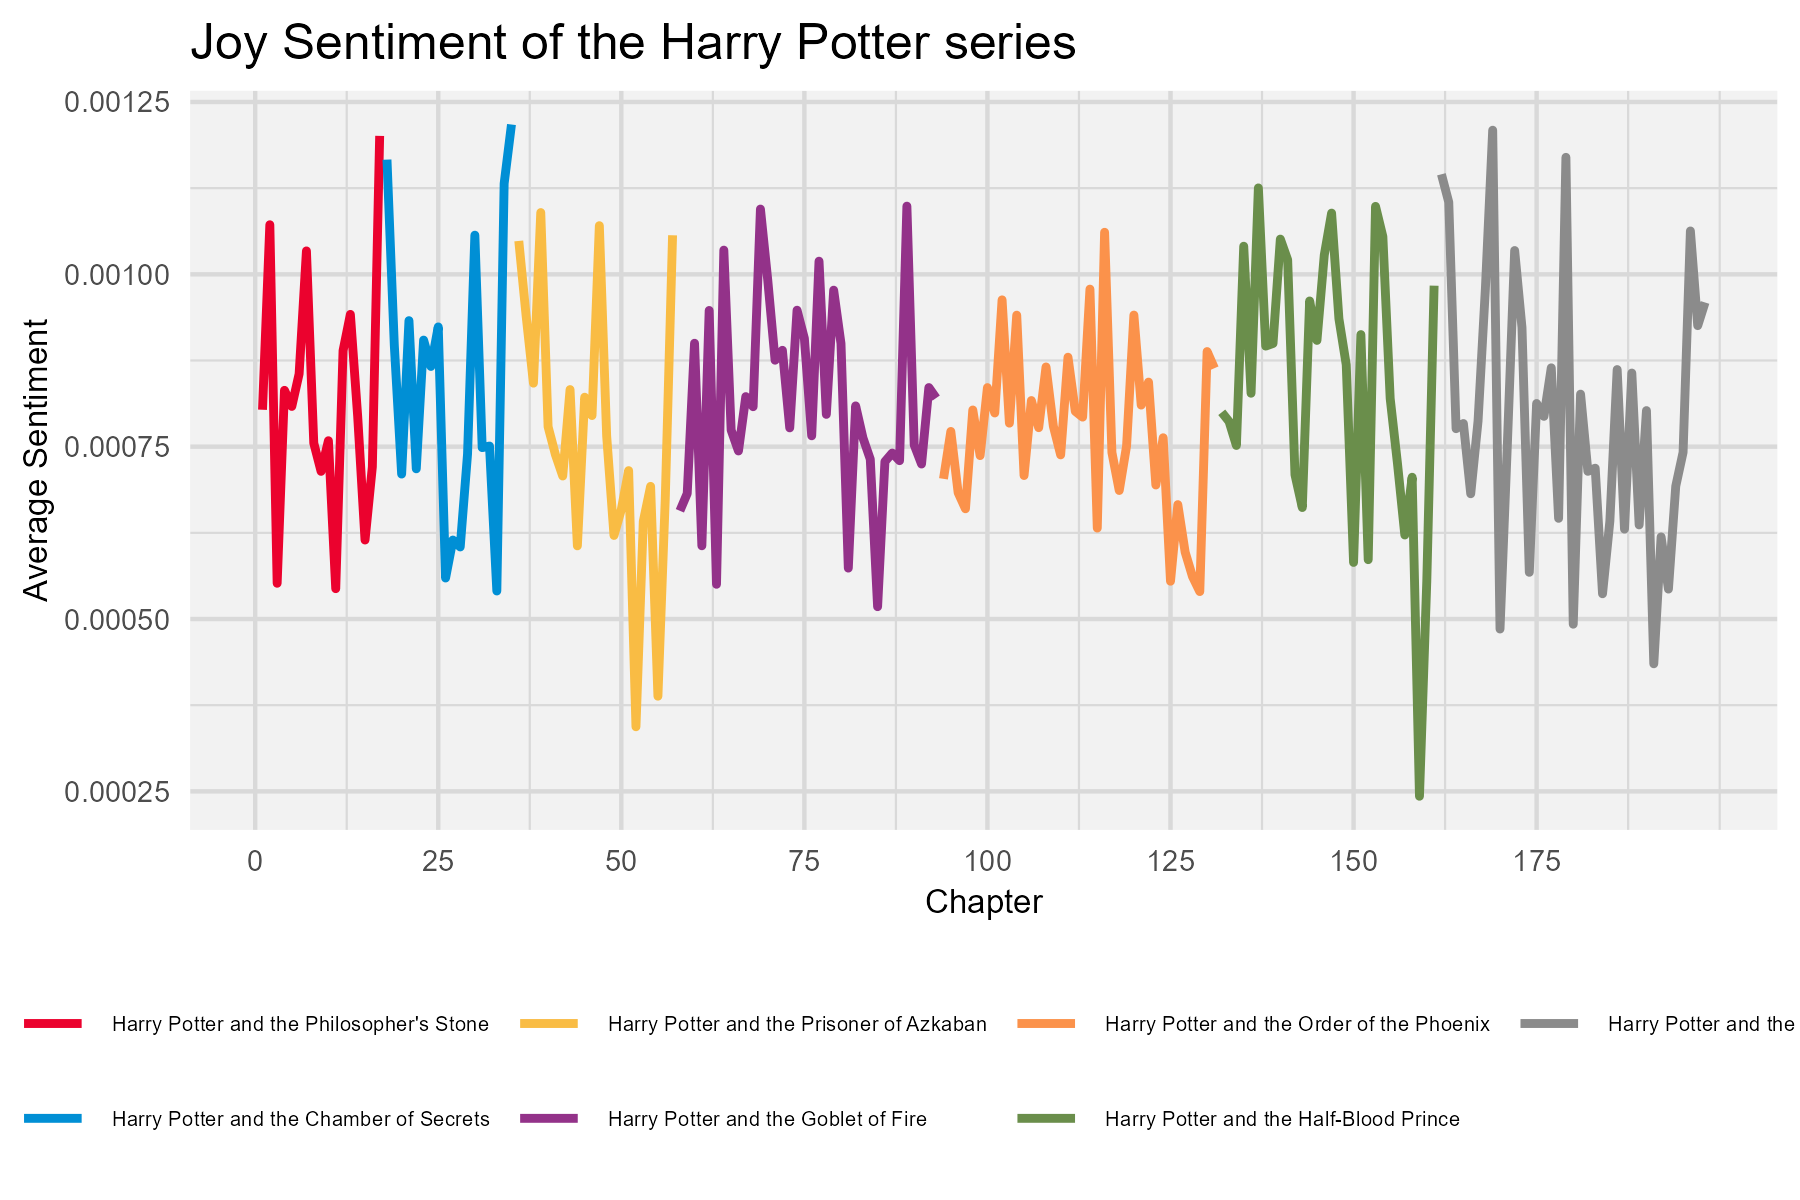 Joy Sentiment of the Harry Potter series
0.00125
0.00100
0.00075
0.00050
0.00025
Average Sentiment
0 25 50 75 100 125 150 175
Chapter
Harry Potter and the Philosopher's Stone
Harry Potter and the Prisoner of Azkaban
Harry Potter and the Order of the Phoenix
Harry Potter and the
Harry Potter and the Chamber of Secrets
Harry Potter and the Goblet of Fire
Harry Potter and the Half-Blood Prince